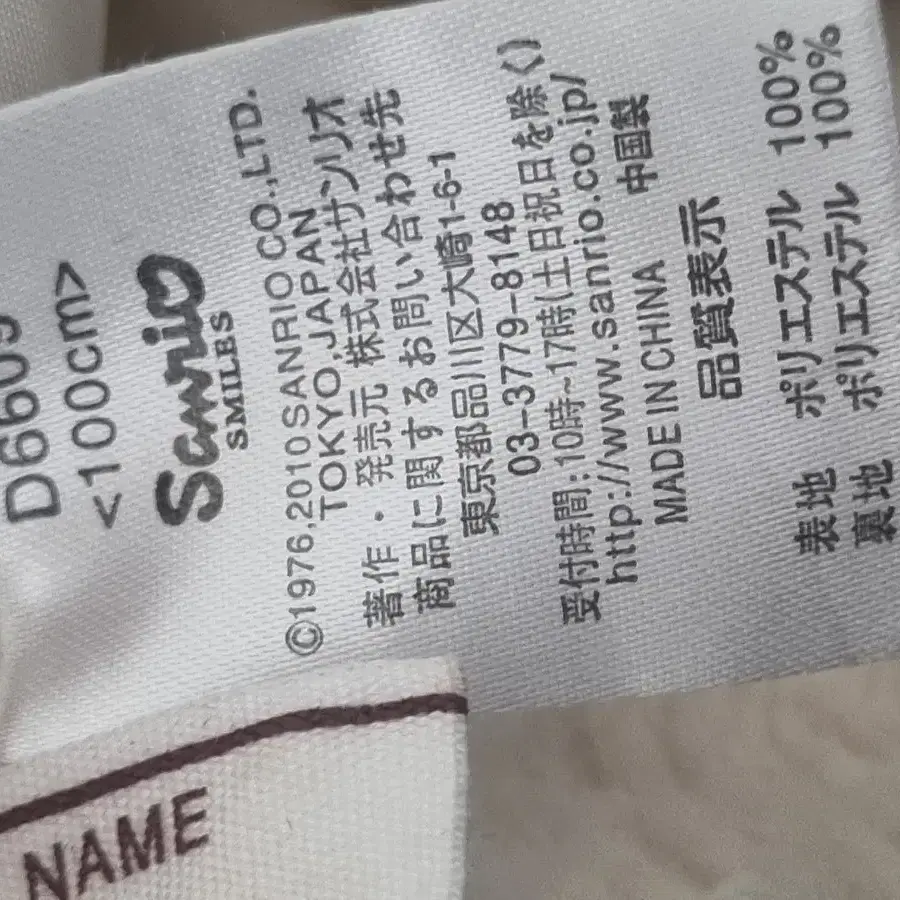 <100cm>
Sanrio
SMILES
©1976,2010 SANRIO CO.,LTD.
TOKYO,JAPAN
著作・発売元 株式会社サンリオ
商品に関するお問い合わせ先
東京都品川区大崎1-6-1
03-3779-8148
受付時間:10時~17時(土日祝日を除く)
http://www.sanrio.co.jp/
MADE IN CHINA 中国製
品質表示
表地 ポリエステル 100%
裏地 ポリエステル 100%
NAME